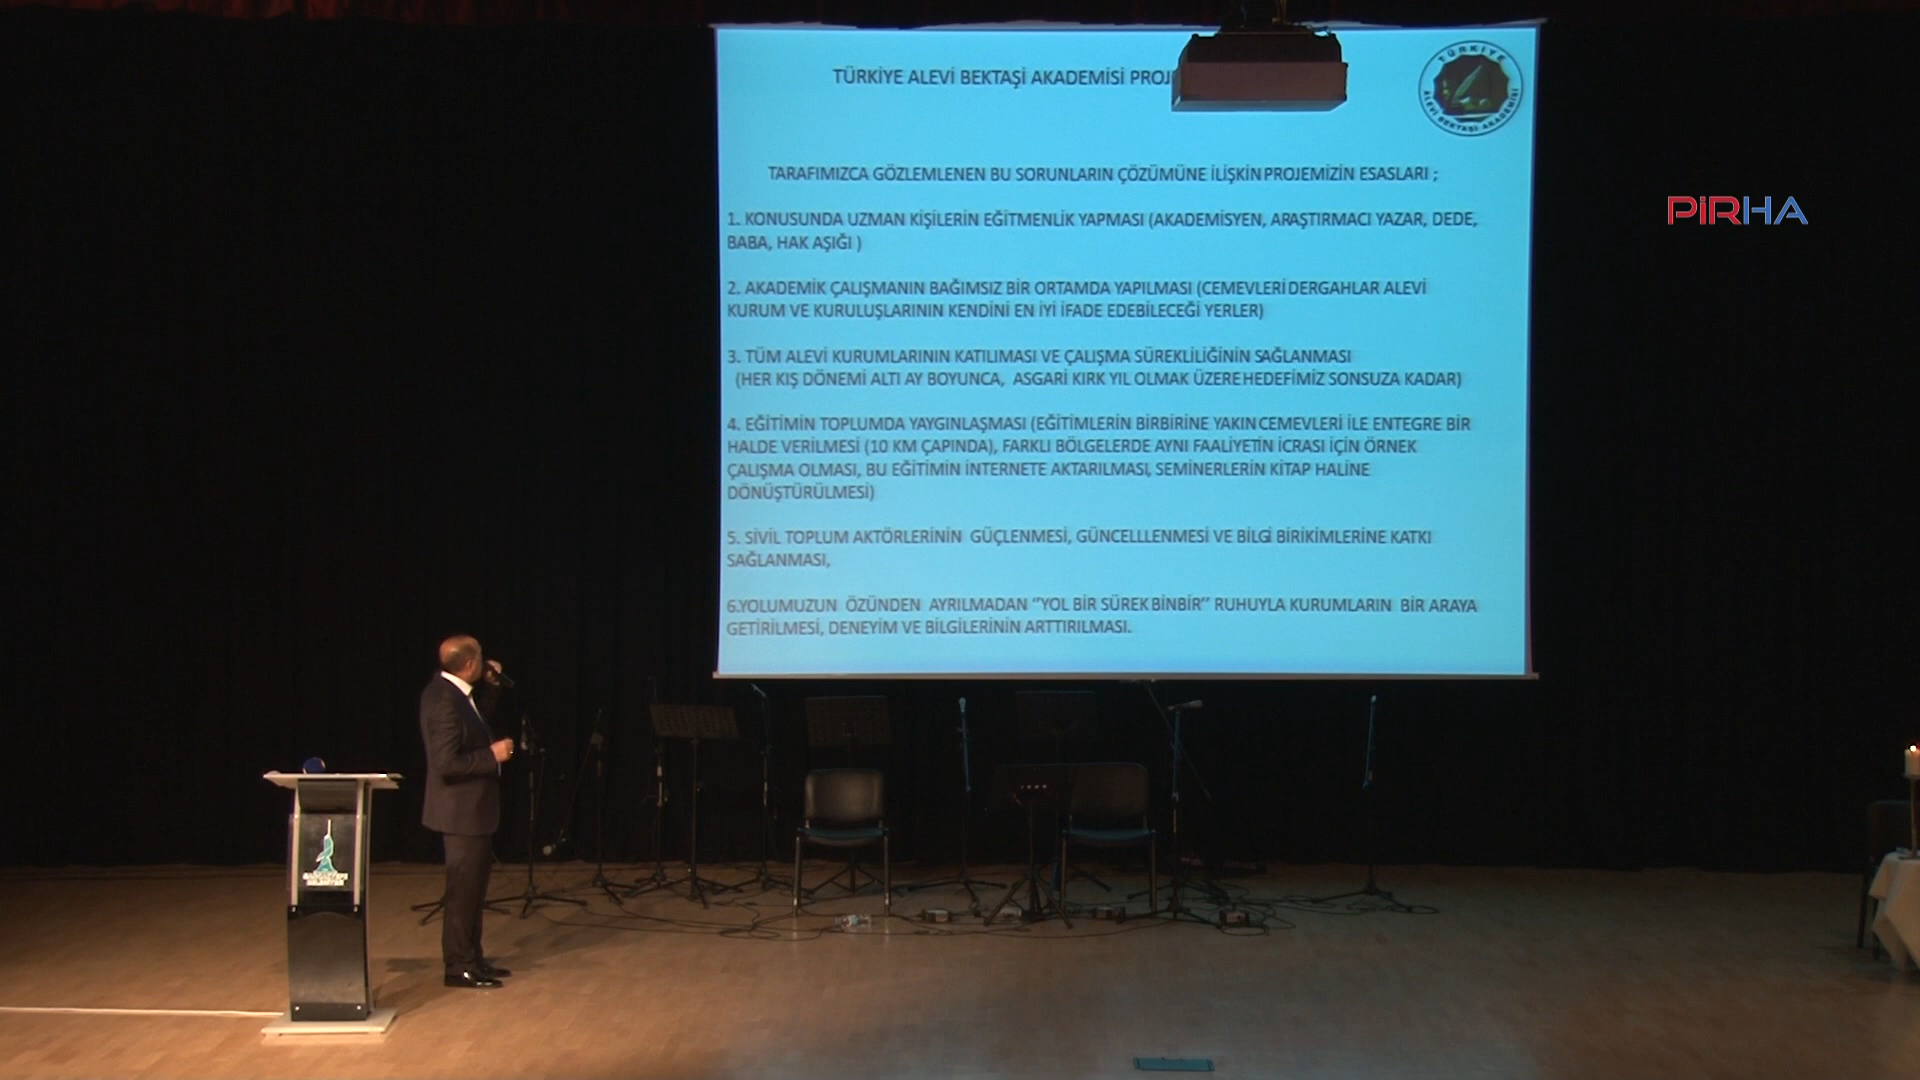 TÜRKİYE ALEVİ BEKTAŞİ AKADEMİSİ
TÜRKİYE
ALEVİ BEKTAŞİ AKADEMİSİ
TARAFIMIZCA GÖZLEMLENEN BU SORUNLARIN ÇÖZÜMÜNE İLİŞKİN PROJEMİZİN ESASLARI ;
PİRHA
1. KONUSUNDA UZMAN KİŞİLERİN EĞİTMENLİK YAPMASI (AKADEMİSYEN, ARAŞTIRMACI YAZAR, DEDE,
BABA, HAK AŞIĞI )
2. AKADEMİK ÇALIŞMANIN BAĞIMSIZ BİR ORTAMDA YAPILMASI (CEMEVLERİ DERGAHLAR ALEVİ
KURUM VE KURULUŞLARININ KENDİNİ EN İYİ İFADE EDEBİLECEĞİ YERLER)
3. TÜM ALEVİ KURUMLARININ KATILIMASI VE ÇALIŞMA SÜREKLİLİĞİNİN SAĞLANMASI
(HER KIŞ DÖNEMİ ALTI AY BOYUNCA, ASGARİ KIRK YIL OLMAK ÜZERE HEDEFİMİZ SONSUZA KADAR)
4. EĞİTİMİN TOPLUMDA YAYGINLAŞMASI (EĞİTİMLERİN BİRBİRİNE YAKIN CEMEVLERİ İLE ENTEGRE BİR
HALDE VERİLMESİ (10 KM ÇAPINDA), FARKLI BÖLGELERDE AYNI FAALİYETİN İCRASI İÇİN ÖRNEK
ÇALIŞMA OLMASI, BU EĞİTİMİN İNTERNETE AKTARILMASI, SEMİNERLERİN KİTAP HALİNE
DÖNÜŞTÜRÜLMESİ)
5. SİVİL TOPLUM AKTÖRLERİNİN GÜÇLENMESİ, GÜNCELLLENMESİ VE BİLGİ BİRİKİMLERİNE KATKI
SAĞLANMASI,
6.YOLUMUZUN ÖZÜNDEN AYRILMADAN ‘’YOL BİR SÜREK BİNBİR’’ RUHUYLA KURUMLARIN BİR ARAYA
GETİRİLMESİ, DENEYİM VE BİLGİLERİNİN ARTTIRILMASI.